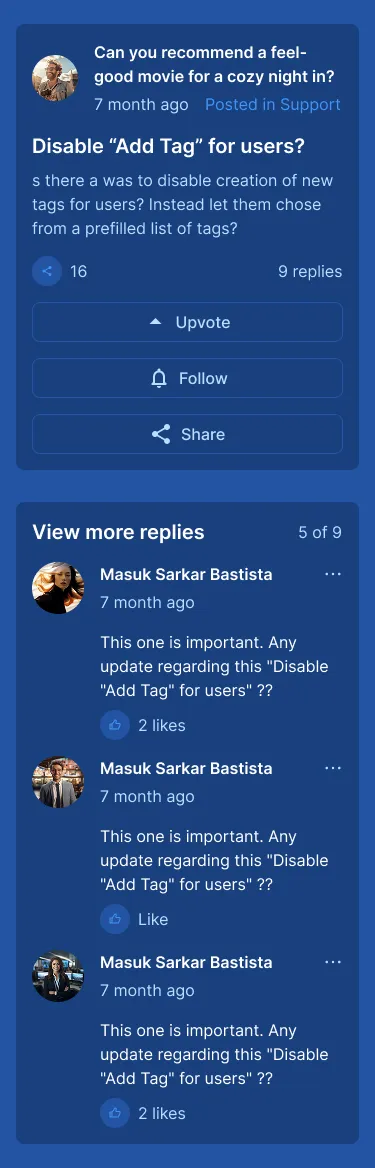 Can you recommend a feel-
good movie for a cozy night in?
7 month ago Posted in Support
Disable “Add Tag” for users?
s there a was to disable creation of new
tags for users? Instead let them chose
from a prefilled list of tags?
16 9 replies
Upvote
Follow
Share
View more replies 5 of 9
Masuk Sarkar Bastista
7 month ago
This one is important. Any
update regarding this "Disable
"Add Tag" for users" ??
2 likes
Masuk Sarkar Bastista
7 month ago
This one is important. Any
update regarding this "Disable
"Add Tag" for users" ??
Like
Masuk Sarkar Bastista
7 month ago
This one is important. Any
update regarding this "Disable
"Add Tag" for users" ??
2 likes